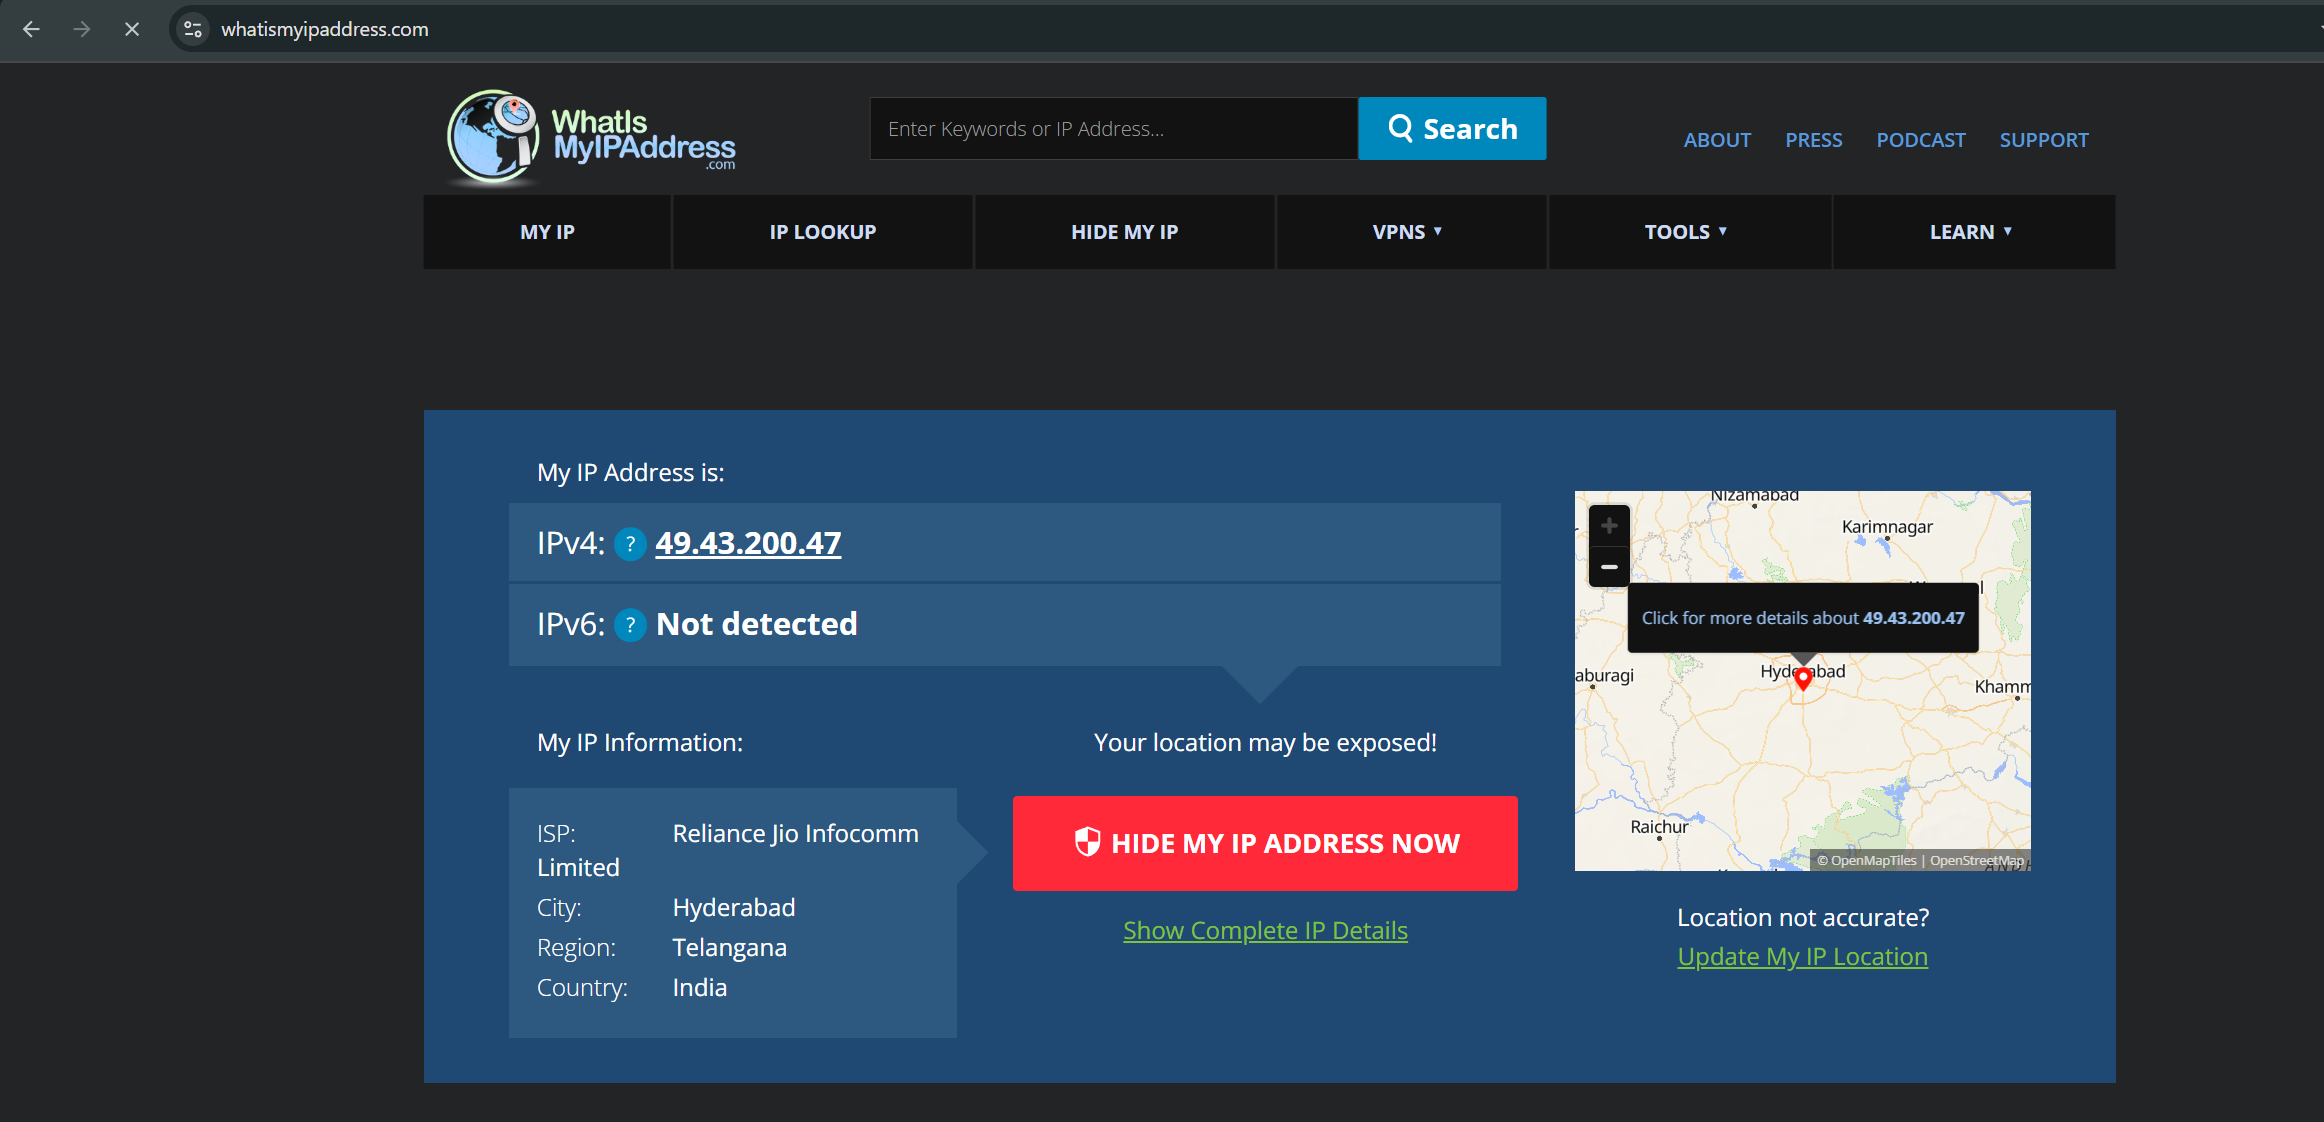 whatismyipaddress.com
WhatIs
MyIPAddress
.com
Enter Keywords or IP Address...
Search
ABOUT PRESS PODCAST SUPPORT
MY IP IP LOOKUP HIDE MY IP VPNS ▼ TOOLS ▼ LEARN ▼
My IP Address is:
IPv4: ? 49.43.200.47
IPv6: ? Not detected
My IP Information:
ISP: Reliance Jio Infocomm
Limited
City: Hyderabad
Region: Telangana
Country: India
Your location may be exposed!
HIDE MY IP ADDRESS NOW
Show Complete IP Details
Nizamabad
Karimnagar
+
−
Click for more details about 49.43.200.47
Hyderabad
aburagi
Khamm
Raichur
© OpenMapTiles | OpenStreetMap
Location not accurate?
Update My IP Location